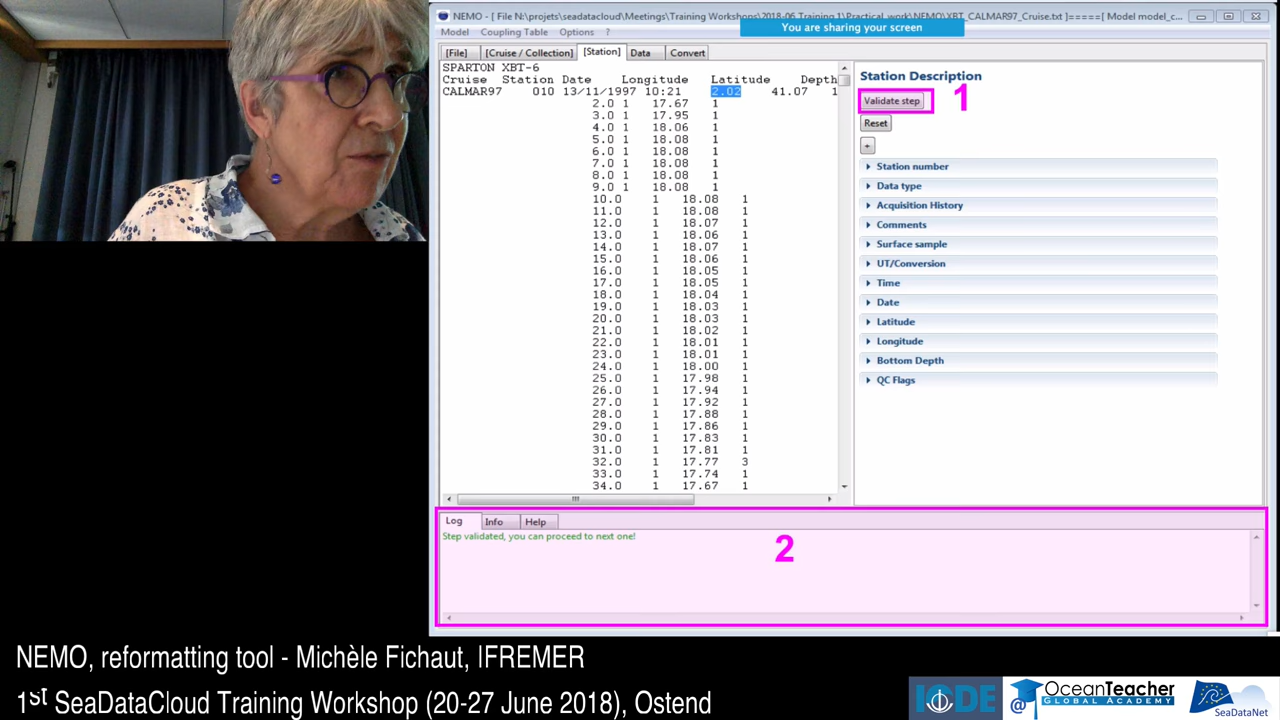 NEMO - [ File N:\projets\seadatacloud\Meetings\Training Workshops\2018-06 Training 1\Practical_work\NEMO\XBT_CALMAR97_Cruise.txt ]=====[ Model model_c...
You are sharing your screen
Model Coupling Table Options ?
[File] [Cruise / Collection] [Station] Data Convert
SPARTON XBT-6
Cruise Station Date Longitude Latitude Depth
CALMAR97 010 13/11/1997 10:21 2.02 41.07 1
2.0 1 17.67 1
3.0 1 17.95 1
4.0 1 18.06 1
5.0 1 18.08 1
6.0 1 18.08 1
7.0 1 18.08 1
8.0 1 18.08 1
9.0 1 18.08 1
10.0 1 18.08 1
11.0 1 18.08 1
12.0 1 18.07 1
13.0 1 18.06 1
14.0 1 18.07 1
15.0 1 18.06 1
16.0 1 18.05 1
17.0 1 18.05 1
18.0 1 18.04 1
19.0 1 18.03 1
20.0 1 18.03 1
21.0 1 18.02 1
22.0 1 18.01 1
23.0 1 18.01 1
24.0 1 18.00 1
25.0 1 17.98 1
26.0 1 17.94 1
27.0 1 17.92 1
28.0 1 17.88 1
29.0 1 17.86 1
30.0 1 17.83 1
31.0 1 17.81 1
32.0 1 17.77 3
33.0 1 17.74 1
34.0 1 17.67 1
Station Description
Validate step 1
Reset
+
Station number
Data type
Acquisition History
Comments
Surface sample
UT/Conversion
Time
Date
Latitude
Longitude
Bottom Depth
QC Flags
Log Info Help
Step validated, you can proceed to next one!
2
NEMO, reformatting tool - Michèle Fichaut, IFREMER
1st SeaDataCloud Training Workshop (20-27 June 2018), Ostend
IODE
@ OceanTeacher
GLOBAL ACADEMY
SeaDataNet